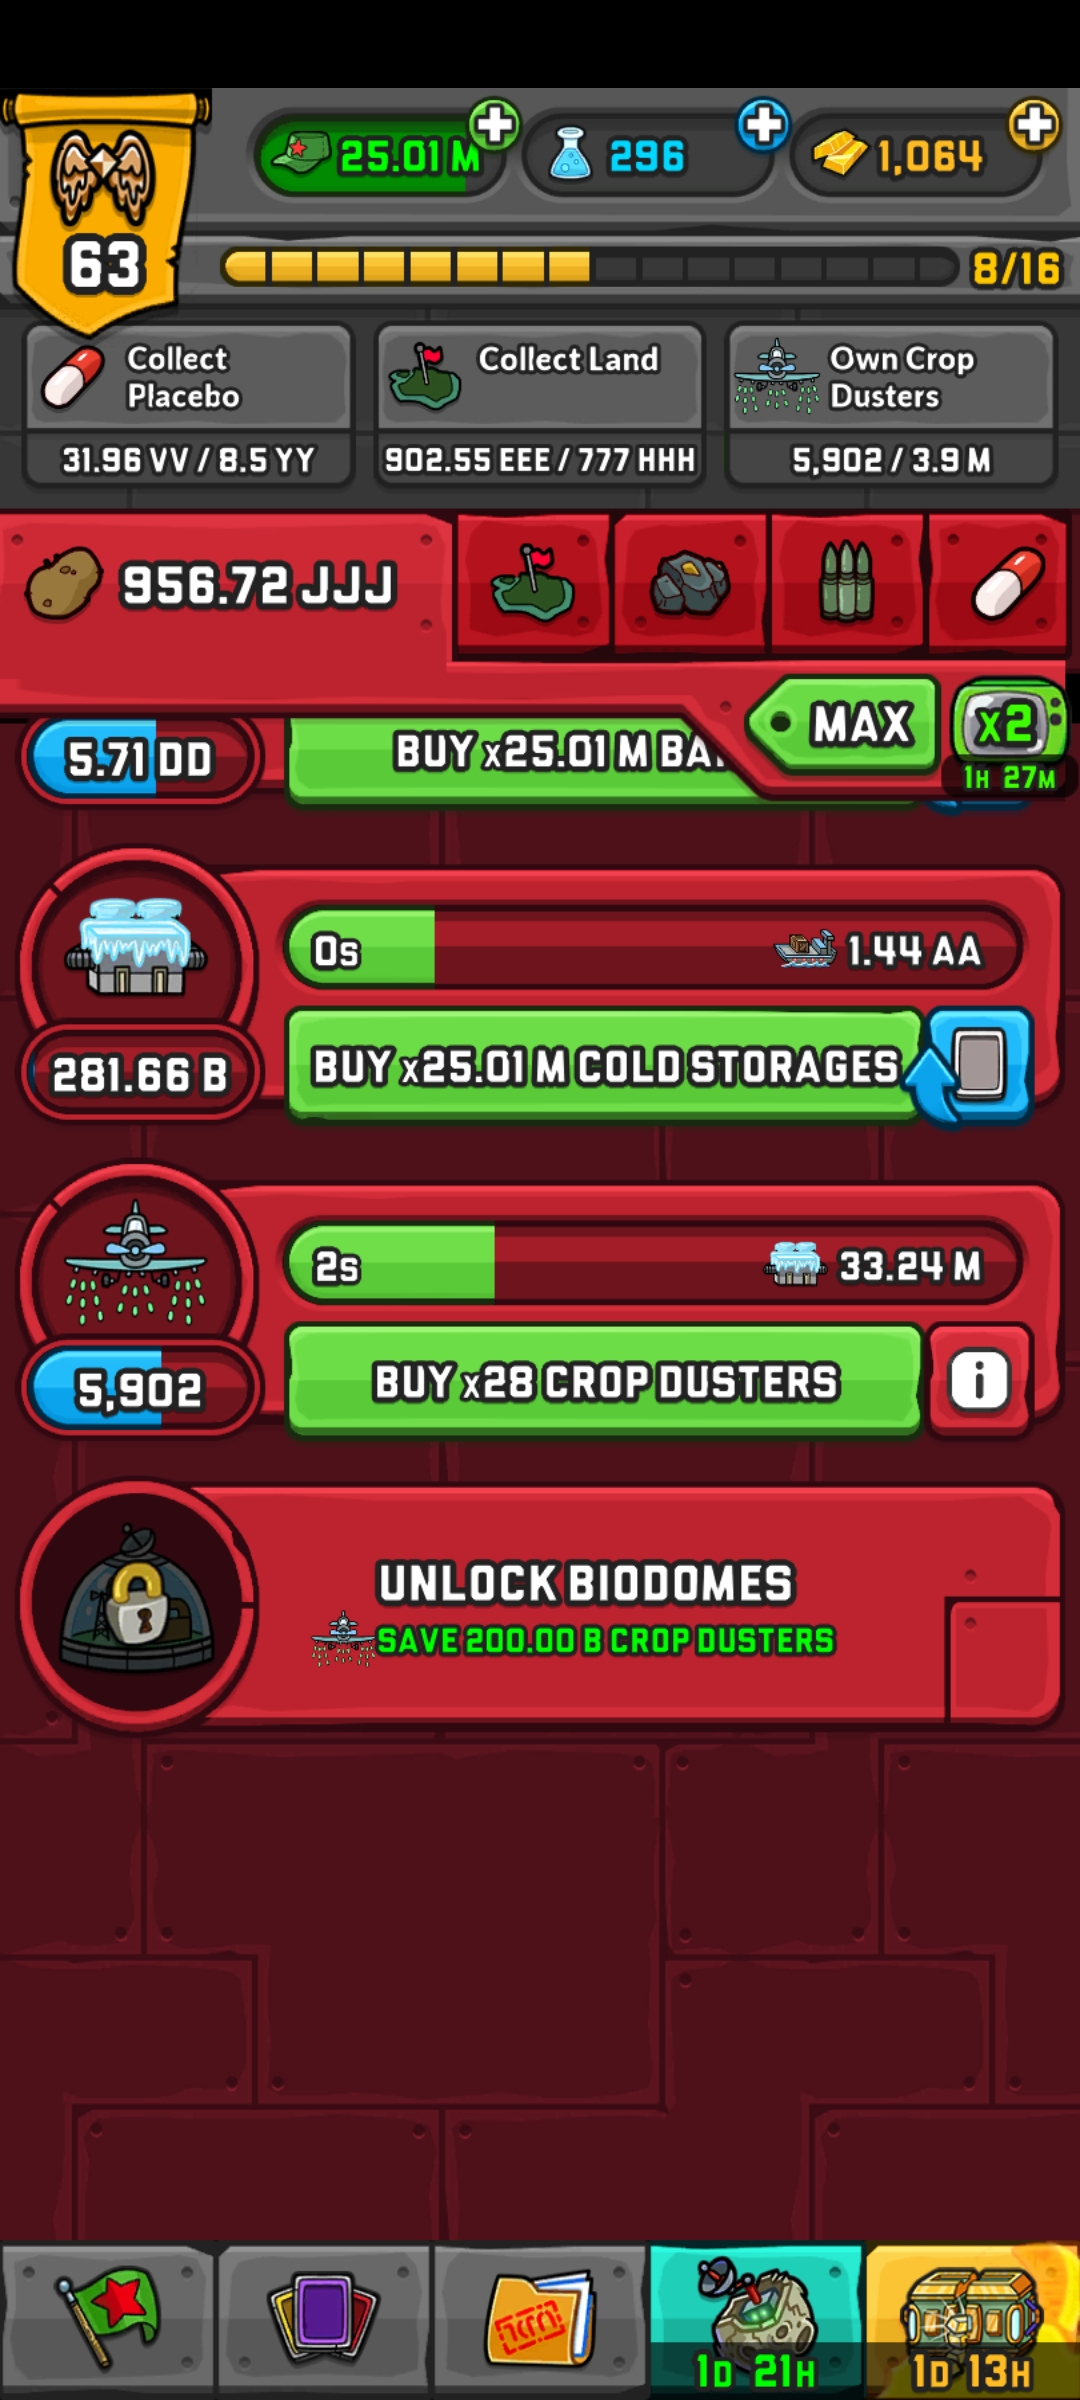 25.01 M
296
1,064
63
8/16
Collect
Placebo
31.96 VV / 8.5 YY
Collect Land
902.55 EEE / 777 HHH
Own Crop
Dusters
5,902 / 3.9 M
956.72 JJJ
MAX
x2
1H 27M
5.71 DD
BUY x25.01 M
0s
1.44 AA
281.66 B
BUY x25.01 M COLD STORAGES
2s
33.24 M
5,902
BUY x28 CROP DUSTERS
i
UNLOCK BIODOMES
SAVE 200.00 B CROP DUSTERS
1D 21H
1D 13H